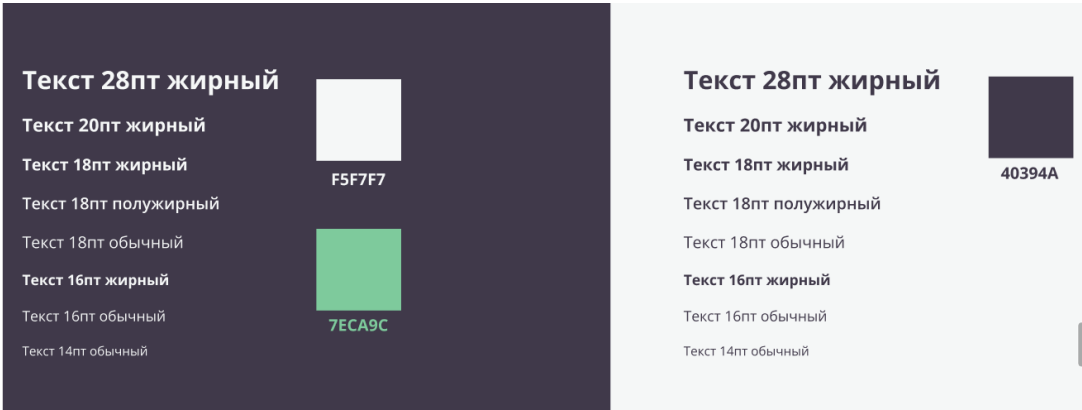 Текст 28пт жирный
Текст 20пт жирный
Текст 18пт жирный
Текст 18пт полужирный
Текст 18пт обычный
Текст 16пт жирный
Текст 16пт обычный
Текст 14пт обычный
F5F7F7
7ECA9C
Текст 28пт жирный
Текст 20пт жирный
Текст 18пт жирный
Текст 18пт полужирный
Текст 18пт обычный
Текст 16пт жирный
Текст 16пт обычный
Текст 14пт обычный
40394A